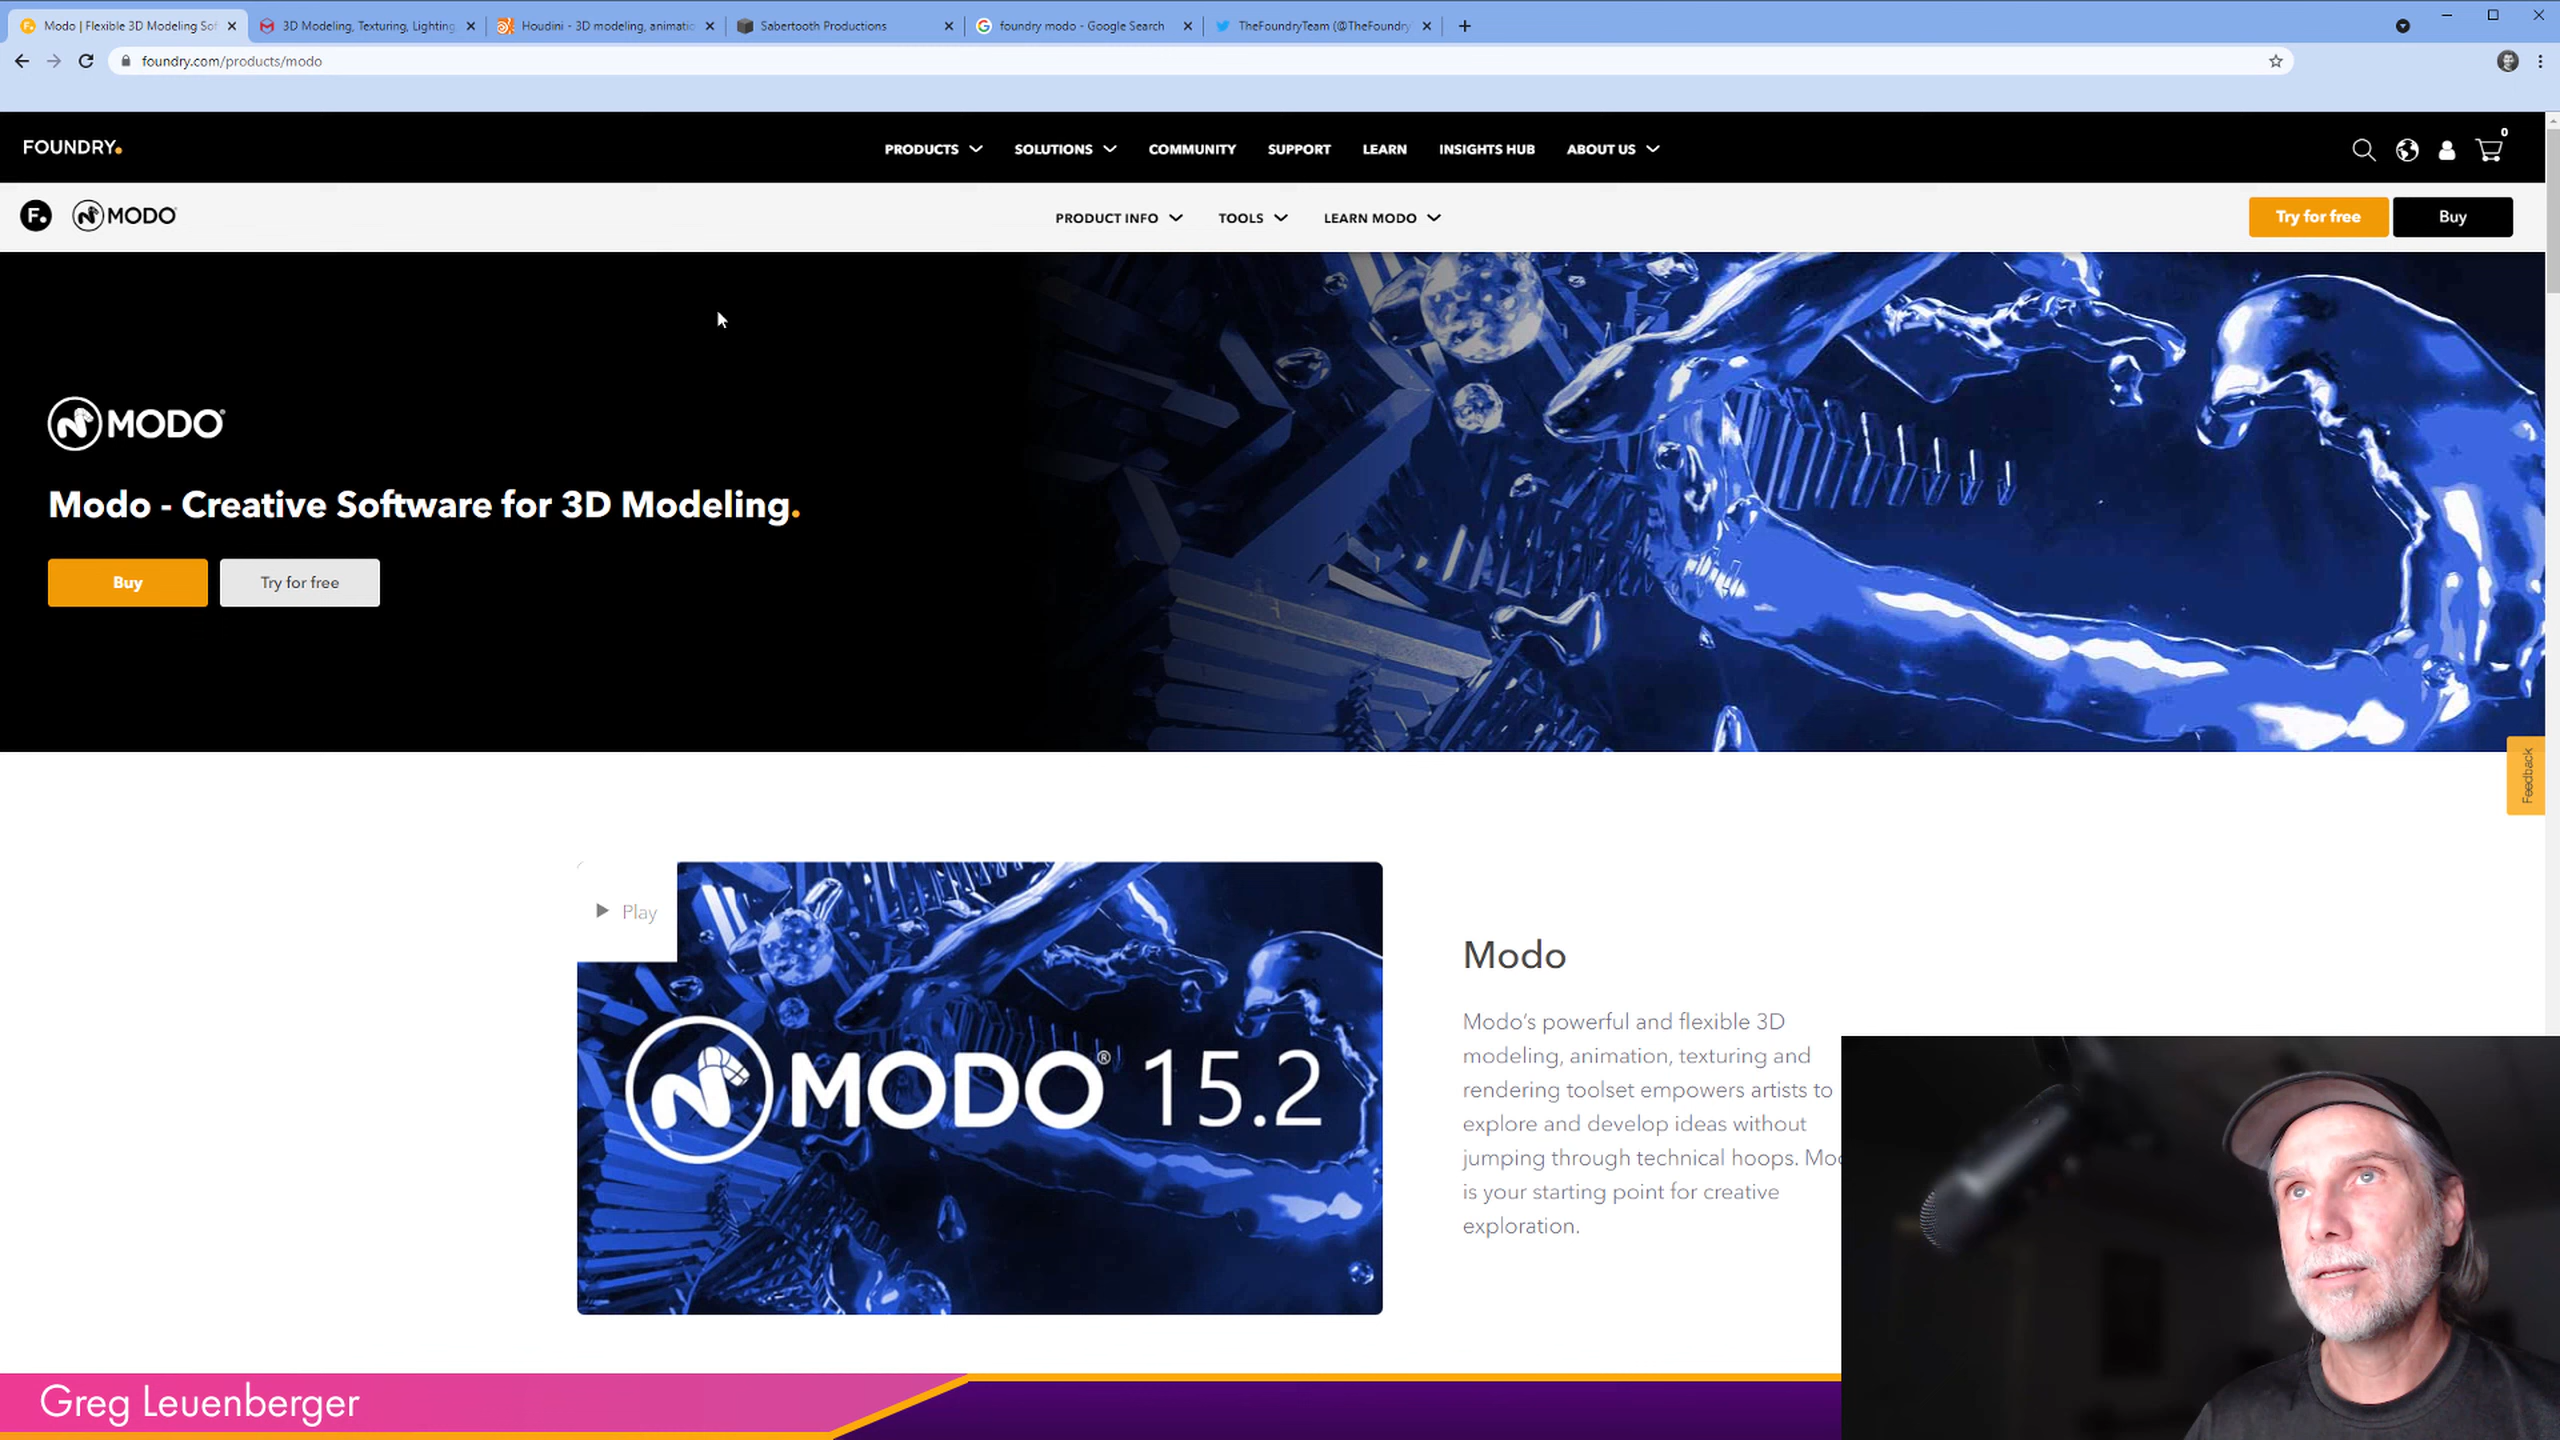 Modo | Flexible 3D Modeling Sof
3D Modeling, Texturing, Lighting,
Houdini - 3D modeling, animatio
Sabertooth Productions
foundry modo - Google Search
TheFoundryTeam (@TheFoundry
foundry.com/products/modo
FOUNDRY.
PRODUCTS
SOLUTIONS
COMMUNITY
SUPPORT
LEARN
INSIGHTS HUB
ABOUT US
0
F.
MODO
PRODUCT INFO
TOOLS
LEARN MODO
Try for free
Buy
MODO®
Modo - Creative Software for 3D Modeling.
Buy
Try for free
Feedback
Play
MODO® 15.2
Modo
Modo's powerful and flexible 3D
modeling, animation, texturing and
rendering toolset empowers artists to
explore and develop ideas without
jumping through technical hoops. Mo
is your starting point for creative
exploration.
Greg Leuenberger